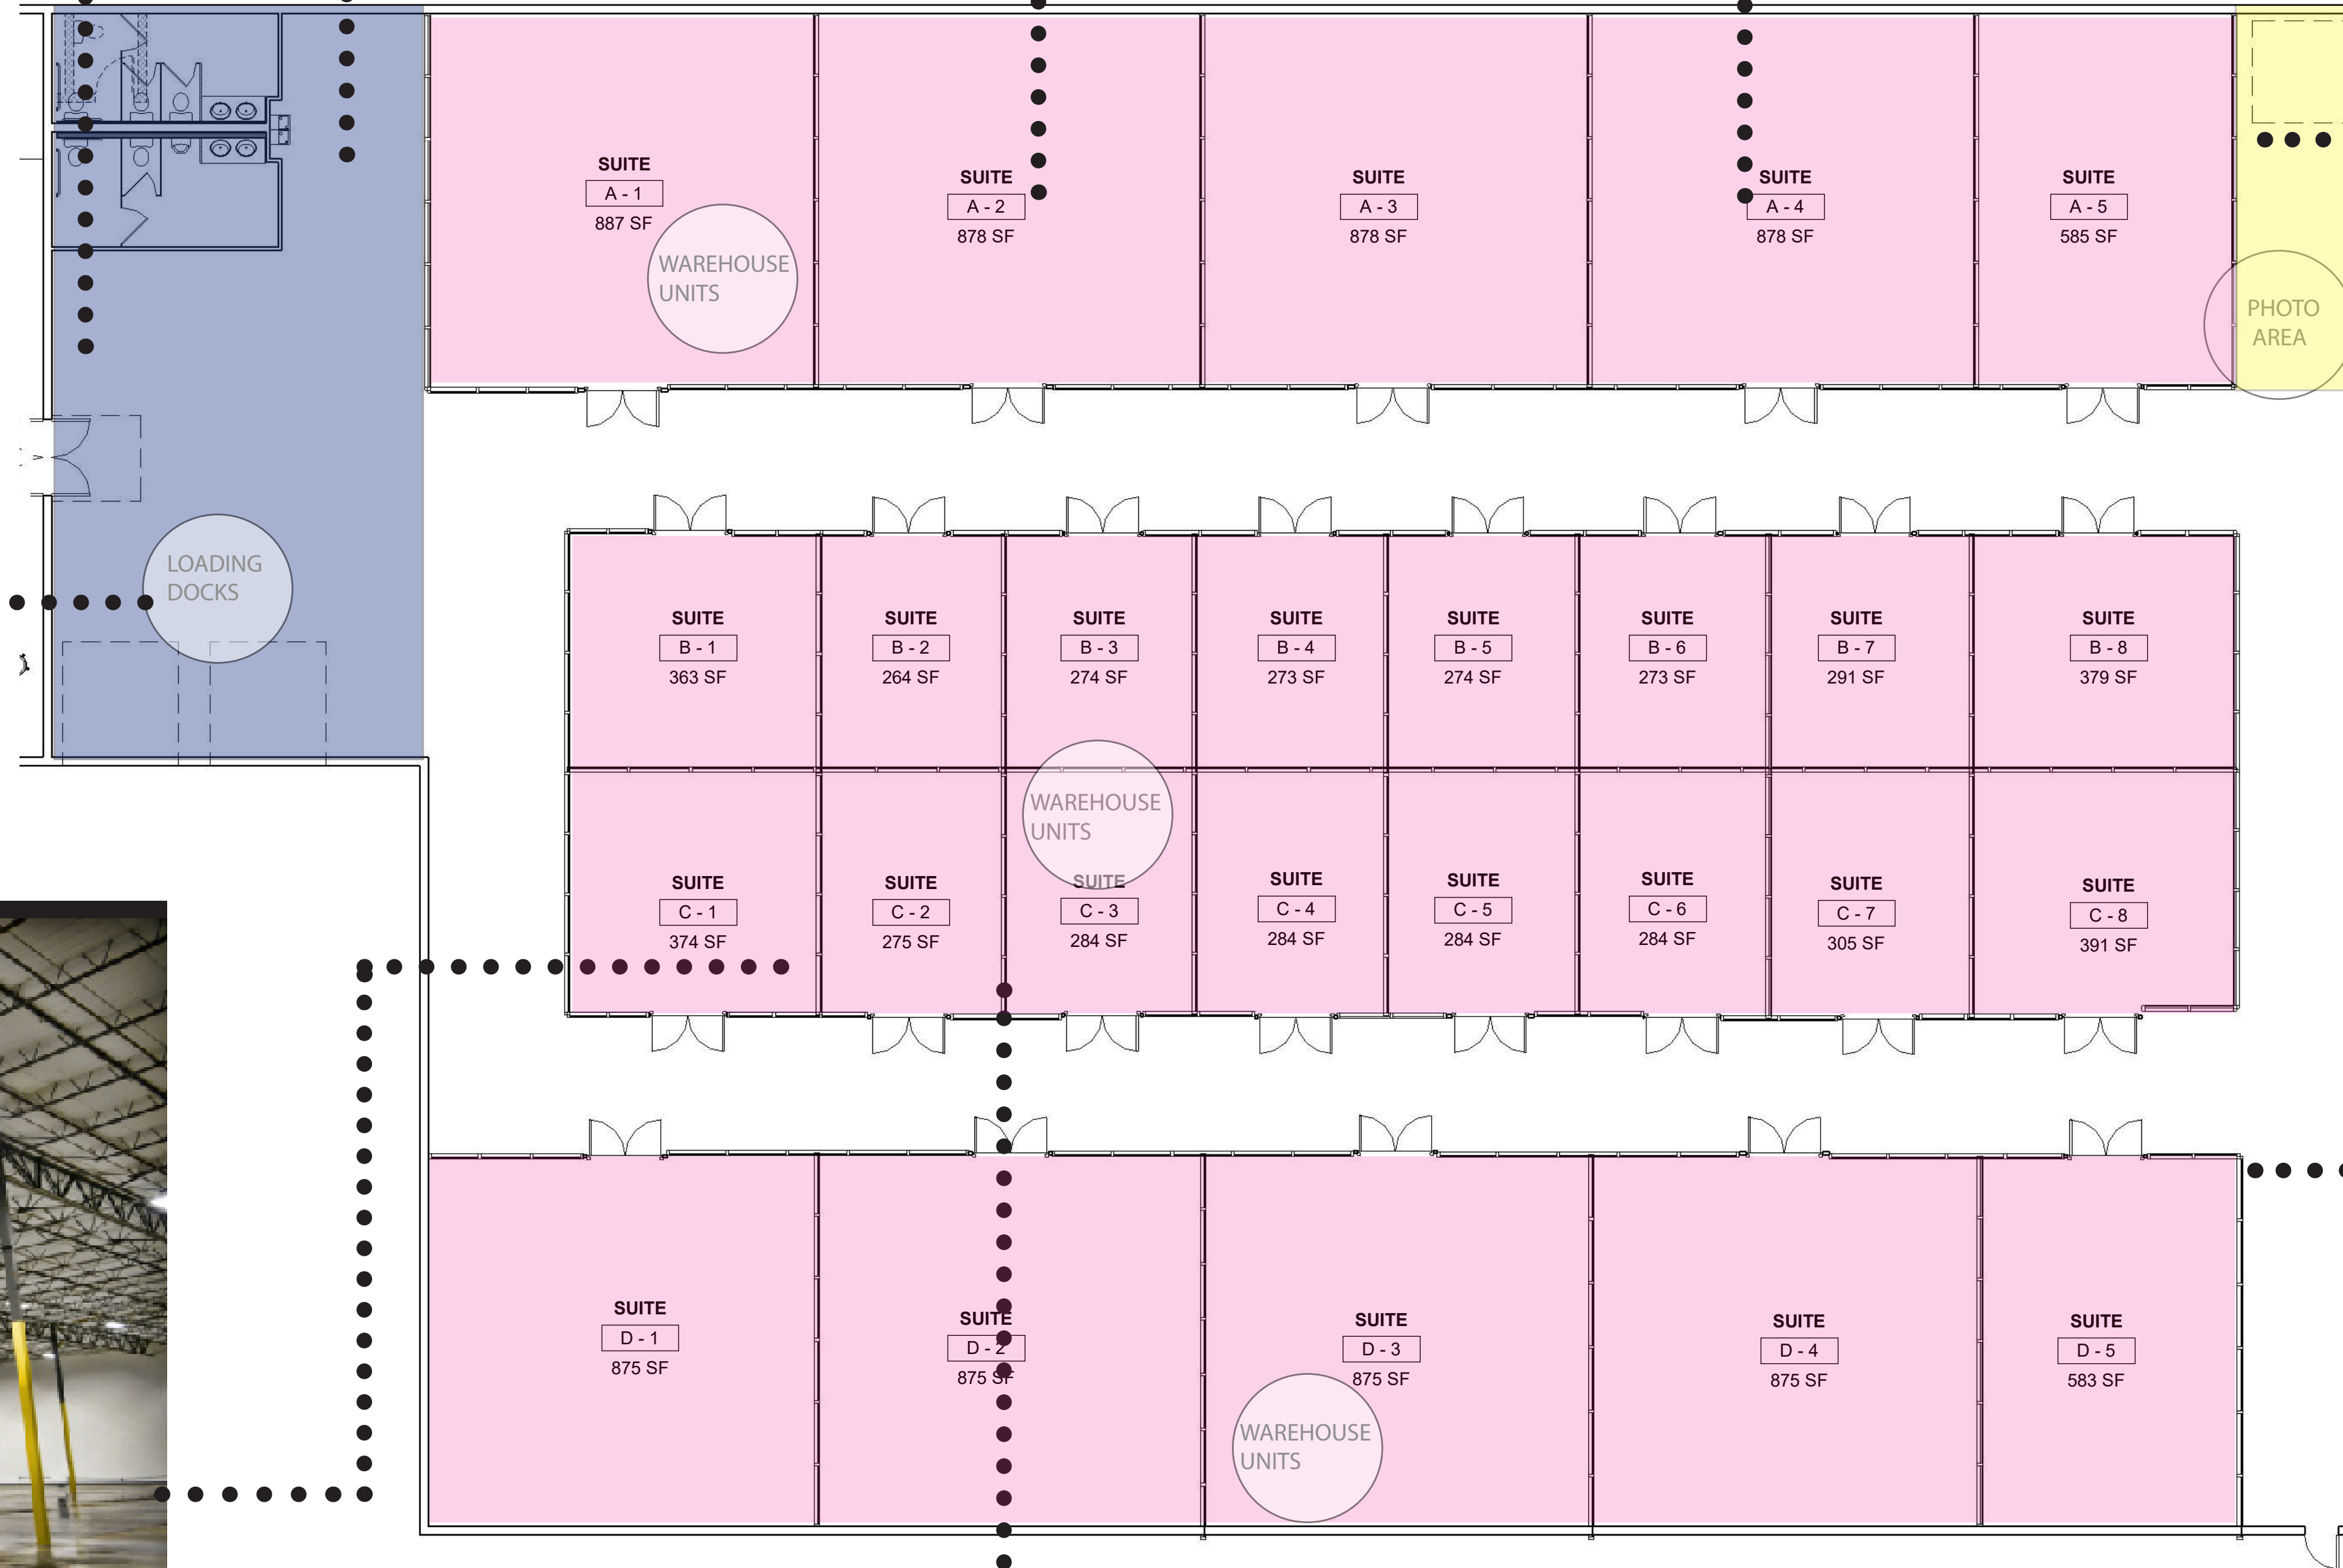 SUITE
A - 1
887 SF
SUITE
A - 2
878 SF
SUITE
A - 3
878 SF
SUITE
A - 4
878 SF
SUITE
A - 5
585 SF
WAREHOUSE
UNITS
PHOTO
AREA
LOADING
DOCKS
SUITE
B - 1
363 SF
SUITE
B - 2
264 SF
SUITE
B - 3
274 SF
SUITE
B - 4
273 SF
SUITE
B - 5
274 SF
SUITE
B - 6
273 SF
SUITE
B - 7
291 SF
SUITE
B - 8
379 SF
WAREHOUSE
UNITS
SUITE
C - 1
374 SF
SUITE
C - 2
275 SF
SUITE
C - 3
284 SF
SUITE
C - 4
284 SF
SUITE
C - 5
284 SF
SUITE
C - 6
284 SF
SUITE
C - 7
305 SF
SUITE
C - 8
391 SF
SUITE
D - 1
875 SF
SUITE
D - 2
875 SF
SUITE
D - 3
875 SF
SUITE
D - 4
875 SF
SUITE
D - 5
583 SF
WAREHOUSE
UNITS